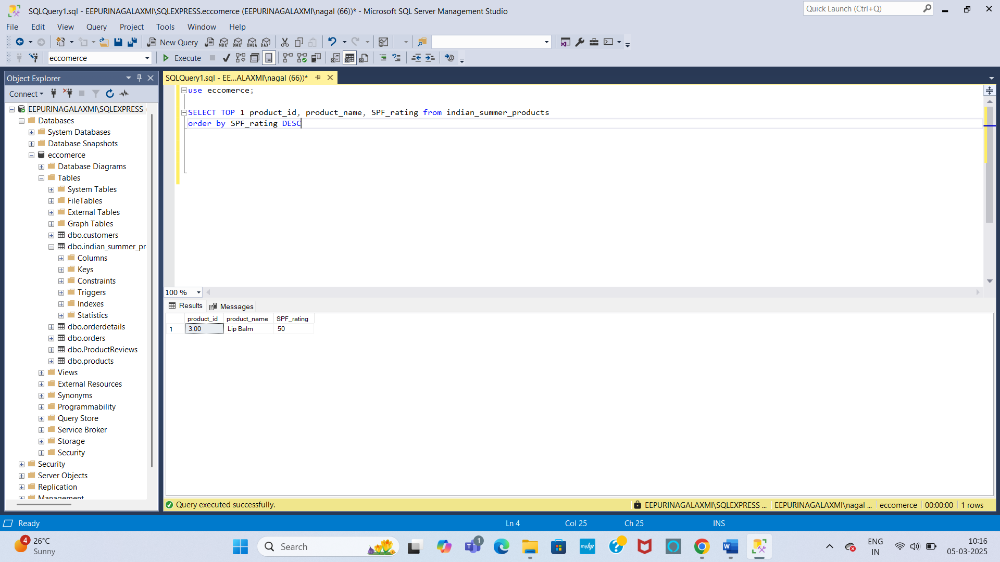 SQLQuery1.sql - EEPURINAGALAXMI\SQLEXPRESS.eccomerce (EEPURINAGALAXMI\nagal (66))* - Microsoft SQL Server Management Studio
Quick Launch (Ctrl+Q)
File Edit View Query Project Tools Window Help
New Query MDX DMX XMLA DAX
eccomerce Execute
Object Explorer
Connect
EEPURINAGALAXMI\SQLEXPRESS (
Databases
System Databases
Database Snapshots
eccomerce
Database Diagrams
Tables
System Tables
FileTables
External Tables
Graph Tables
dbo.customers
dbo.indian_summer_pr
Columns
Keys
Constraints
Triggers
Indexes
Statistics
dbo.orderdetails
dbo.orders
dbo.ProductReviews
dbo.products
Views
External Resources
Synonyms
Programmability
Query Store
Service Broker
Storage
Security
Security
Server Objects
Replication
Management
SQLQuery1.sql - EE...ALAXMI\nagal (66))*
use eccomerce;
SELECT TOP 1 product_id, product_name, SPF_rating from indian_summer_products
order by SPF_rating DESC
100 %
Results Messages
product_id product_name SPF_rating
1 3.00 Lip Balm 50
Query executed successfully. EEPURINAGALAXMI\SQLEXPRESS ... EEPURINAGALAXMI\nagal ... eccomerce 00:00:00 1 rows
Ready Ln 4 Col 25 Ch 25 INS
4 26°C
Sunny
Search
1
myhp
ENG
IN
10:16
05-03-2025